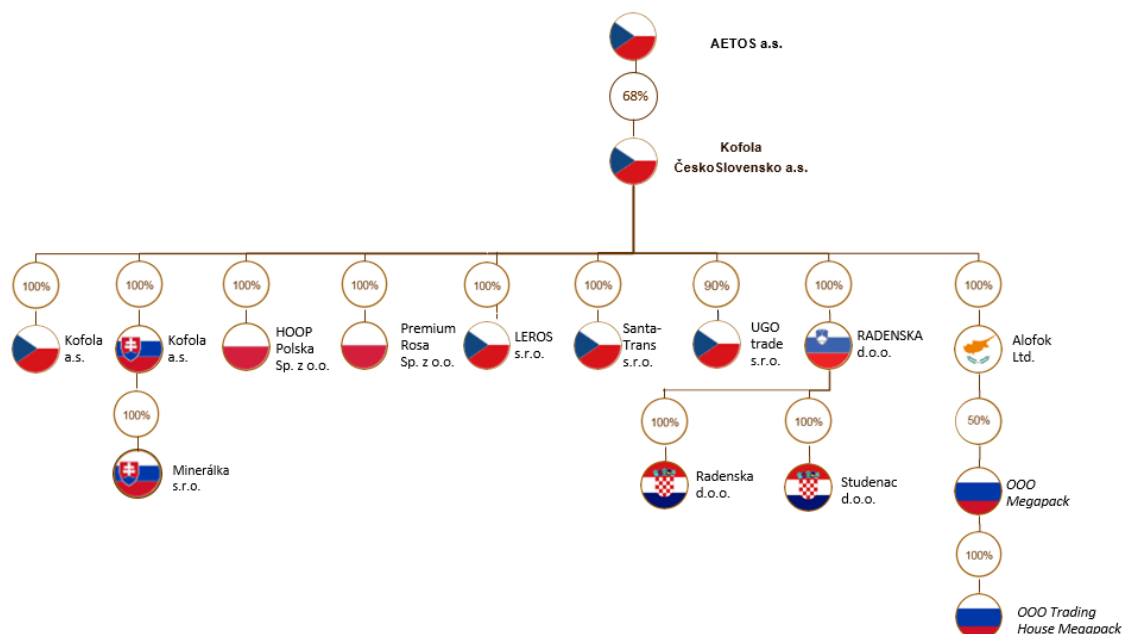 AETOS a.s.
68%
Kofola
ČeskoSlovensko a.s.
100%
100%
100%
100%
100%
100%
90%
100%
100%
Kofola
a.s.
Kofola
a.s.
HOOP
Polska
Sp. z o.o.
Premium
Rosa
Sp. z o.o.
LEROS
s.r.o.
Santa-
Trans
s.r.o.
UGO
trade
s.r.o.
RADENSKA
d.o.o.
Alofok
Ltd.
100%
100%
100%
50%
Minerálka
s.r.o.
Radenska
d.o.o.
Studenac
d.o.o.
OOO
Megapack
100%
OOO Trading
House Megapack